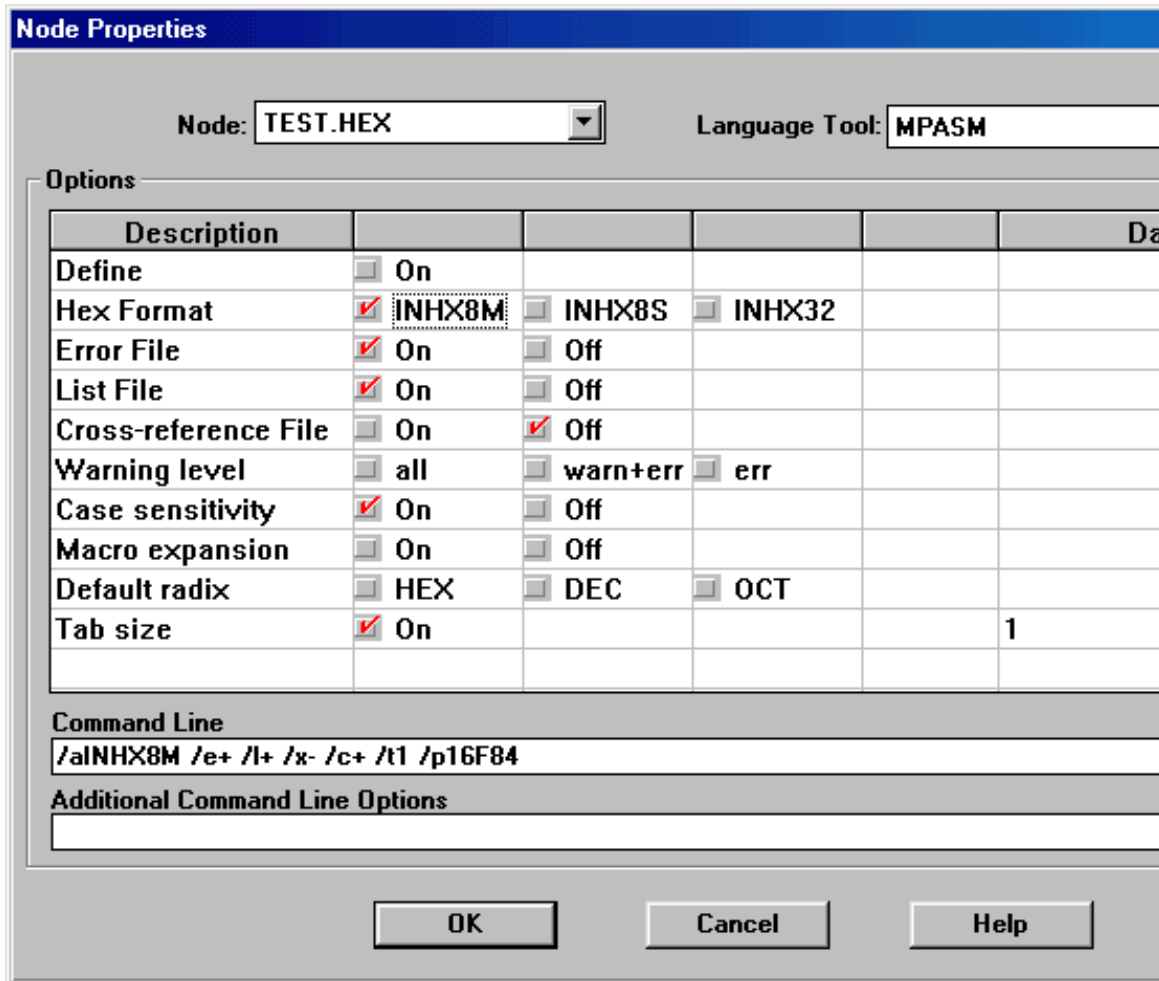 Node Properties
Node: TEST.HEX Language Tool: MPASM
Options
Description Da
Define On
Hex Format INHX8M INHX8S INHX32
Error File On Off
List File On Off
Cross-reference File On Off
Warning level all warn+err err
Case sensitivity On Off
Macro expansion On Off
Default radix HEX DEC OCT
Tab size On 1
Command Line
/aINHX8M /e+ /l+ /x- /c+ /t1 /p16F84
Additional Command Line Options
OK Cancel Help